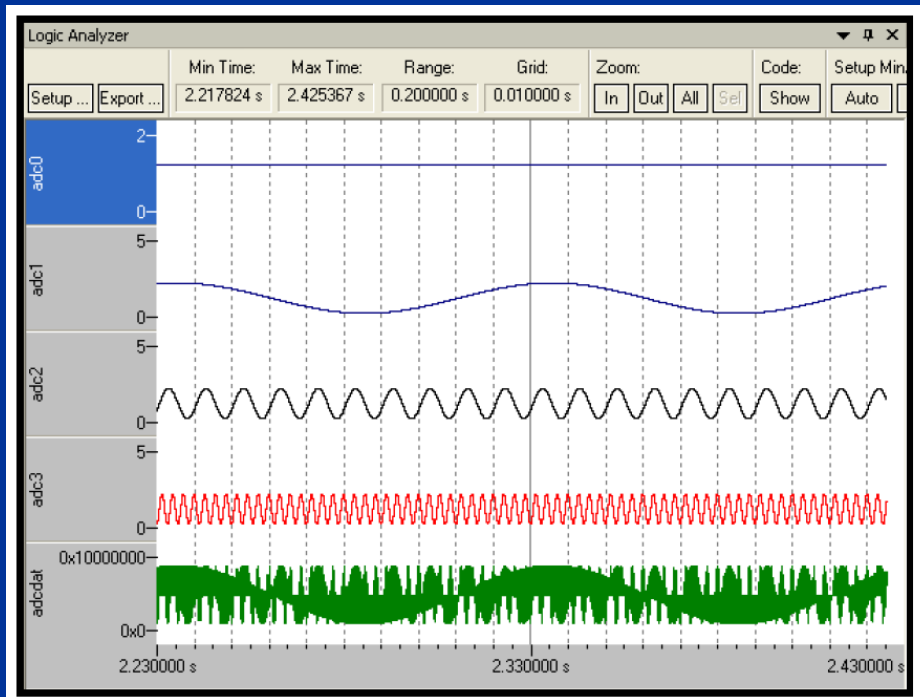 Logic Analyzer
Min Time: Max Time: Range: Grid: Zoom: Code: Setup Min
Setup ... Export ... 2.217824 s 2.425367 s 0.200000 s 0.010000 s In Out All Sel Show Auto
adc0
2
0
adc1
5
0
adc2
5
0
adc3
5
0
adcdat
0x10000000
0x0
2.230000 s 2.330000 s 2.430000 s